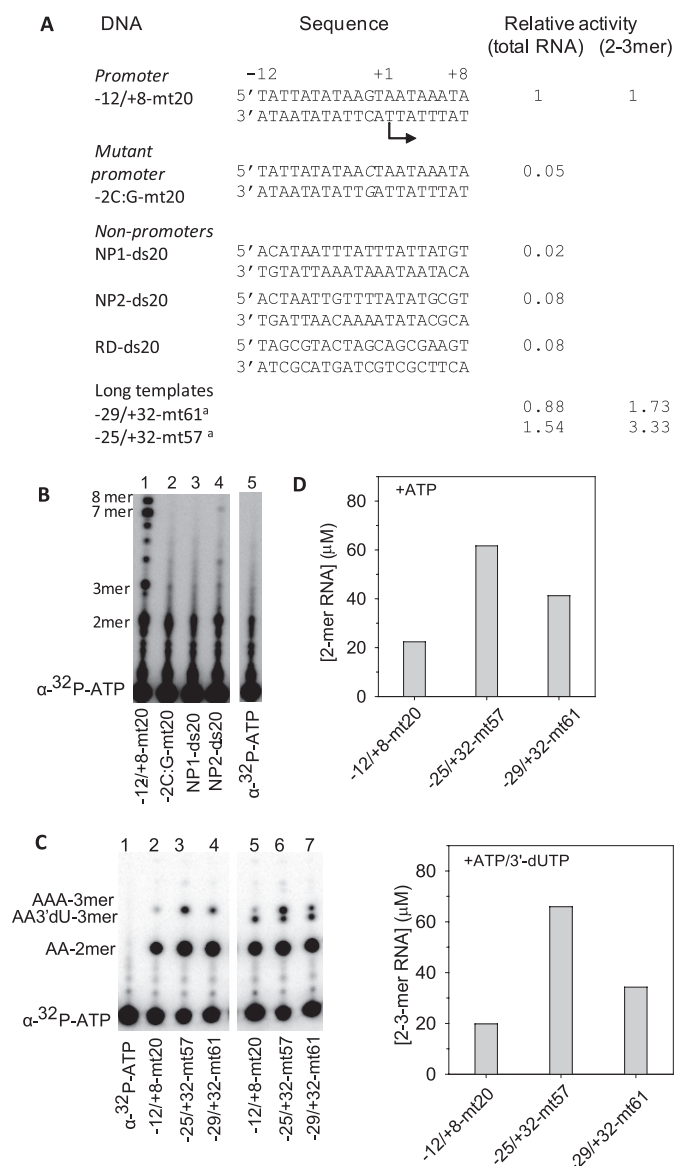 A DNA Sequence Relative activity
(total RNA) (2-3mer)
Promoter −12 +1 +8
-12/+8-mt20 5’TATTATATAAGTAATAAATA 1 1
3’ATAATATATTCATTATTTAT
Mutant
promoter 5’TATTATATAACTAATAAATA 0.05
-2C:G-mt20 3’ATAATATATTGATTATTTAT
Non-promoters
NP1-ds20 5’ACATAATTTATTTATTATGT 0.02
3’TGTATTAAATAAATAATACA
NP2-ds20 5’ACTAATTGTTTTATATGCGT 0.08
3’TGATTAACAAAATATACGCA
RD-ds20 5’TAGCGTACTAGCAGCGAAGT 0.08
3’ATCGCATGATCGTCGCTTCA
Long templates
-29/+32-mt61ᵃ 0.88 1.73
-25/+32-mt57 ᵃ 1.54 3.33
B
1 2 3 4 5
8 mer
7 mer
3mer
2mer
α-³²P-ATP
-12/+8-mt20
-2C:G-mt20
NP1-ds20
NP2-ds20
α-³²P-ATP
D
+ATP
[2-mer RNA] (μM)
80
60
40
20
0
-12/+8-mt20
-25/+32-mt57
-29/+32-mt61
C
1 2 3 4 5 6 7
AAA-3mer
AA3'dU-3mer
AA-2mer
α-³²P-ATP
α-³²P-ATP
-12/+8-mt20
-25/+32-mt57
-29/+32-mt61
-12/+8-mt20
-25/+32-mt57
-29/+32-mt61
+ATP/3'-dUTP
[2-3-mer RNA] (μM)
80
60
40
20
0
-12/+8-mt20
-25/+32-mt57
-29/+32-mt61